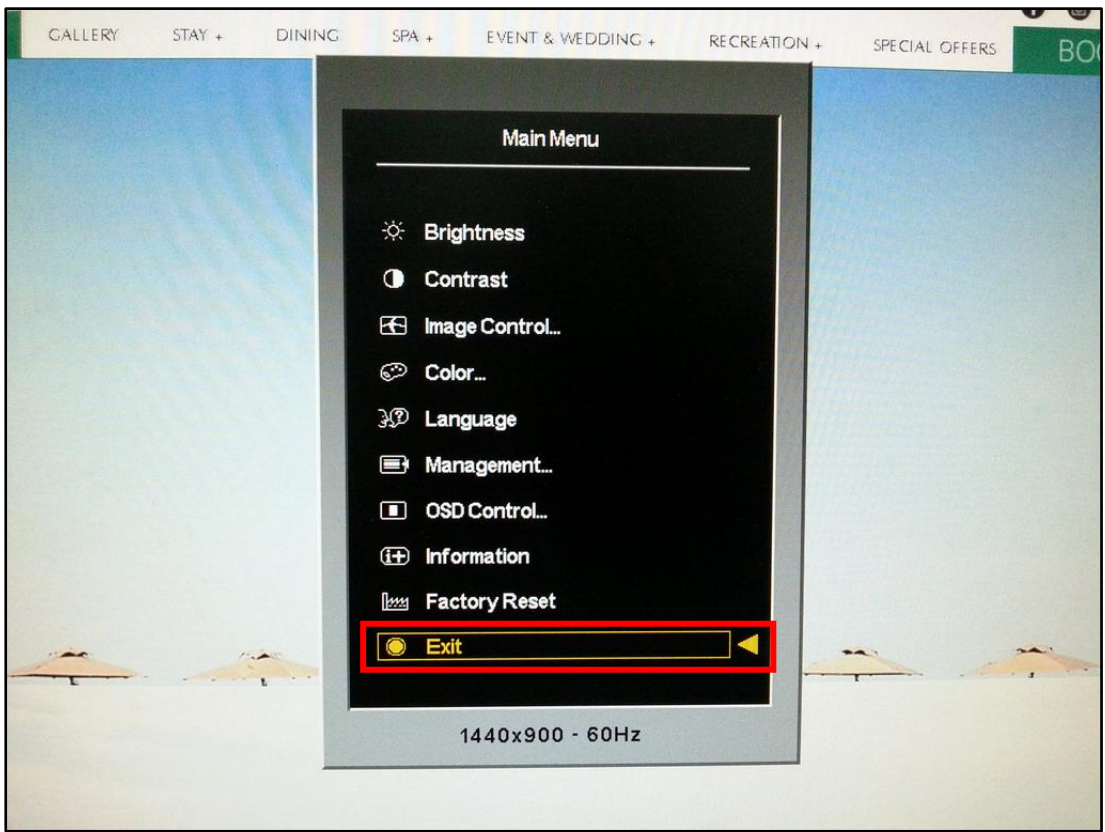 GALLERY STAY + DINING SPA + EVENT & WEDDING + RECREATION + SPECIAL OFFERS
Main Menu
Brightness
Contrast
Image Control...
Color...
Language
Management...
OSD Control...
Information
Factory Reset
Exit
1440x900 - 60Hz